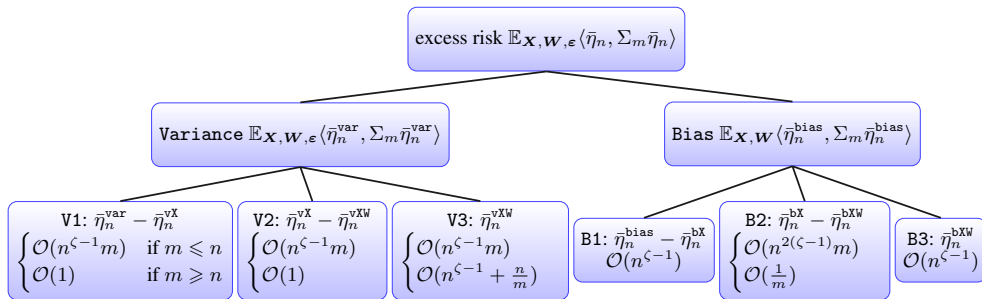 excess risk 𝔼_{X,W,ε}⟨η̄_n, Σ_m η̄_n⟩
Variance 𝔼_{X,W,ε}⟨η̄_n^{var}, Σ_m η̄_n^{var}⟩
Bias 𝔼_{X,W}⟨η̄_n^{bias}, Σ_m η̄_n^{bias}⟩
V1: η̄_n^{var} − η̄_n^{vX}
{ 𝒪(n^{ζ−1}m) if m ⩽ n
𝒪(1) if m ⩾ n
V2: η̄_n^{vX} − η̄_n^{vXW}
{ 𝒪(n^{ζ−1}m)
𝒪(1)
V3: η̄_n^{vXW}
{ 𝒪(n^{ζ−1}m)
𝒪(n^{ζ−1} + n/m)
B1: η̄_n^{bias} − η̄_n^{bX}
𝒪(n^{ζ−1})
B2: η̄_n^{bX} − η̄_n^{bXW}
{ 𝒪(n^{2(ζ−1)}m)
𝒪(1/m)
B3: η̄_n^{bXW}
𝒪(n^{ζ−1})